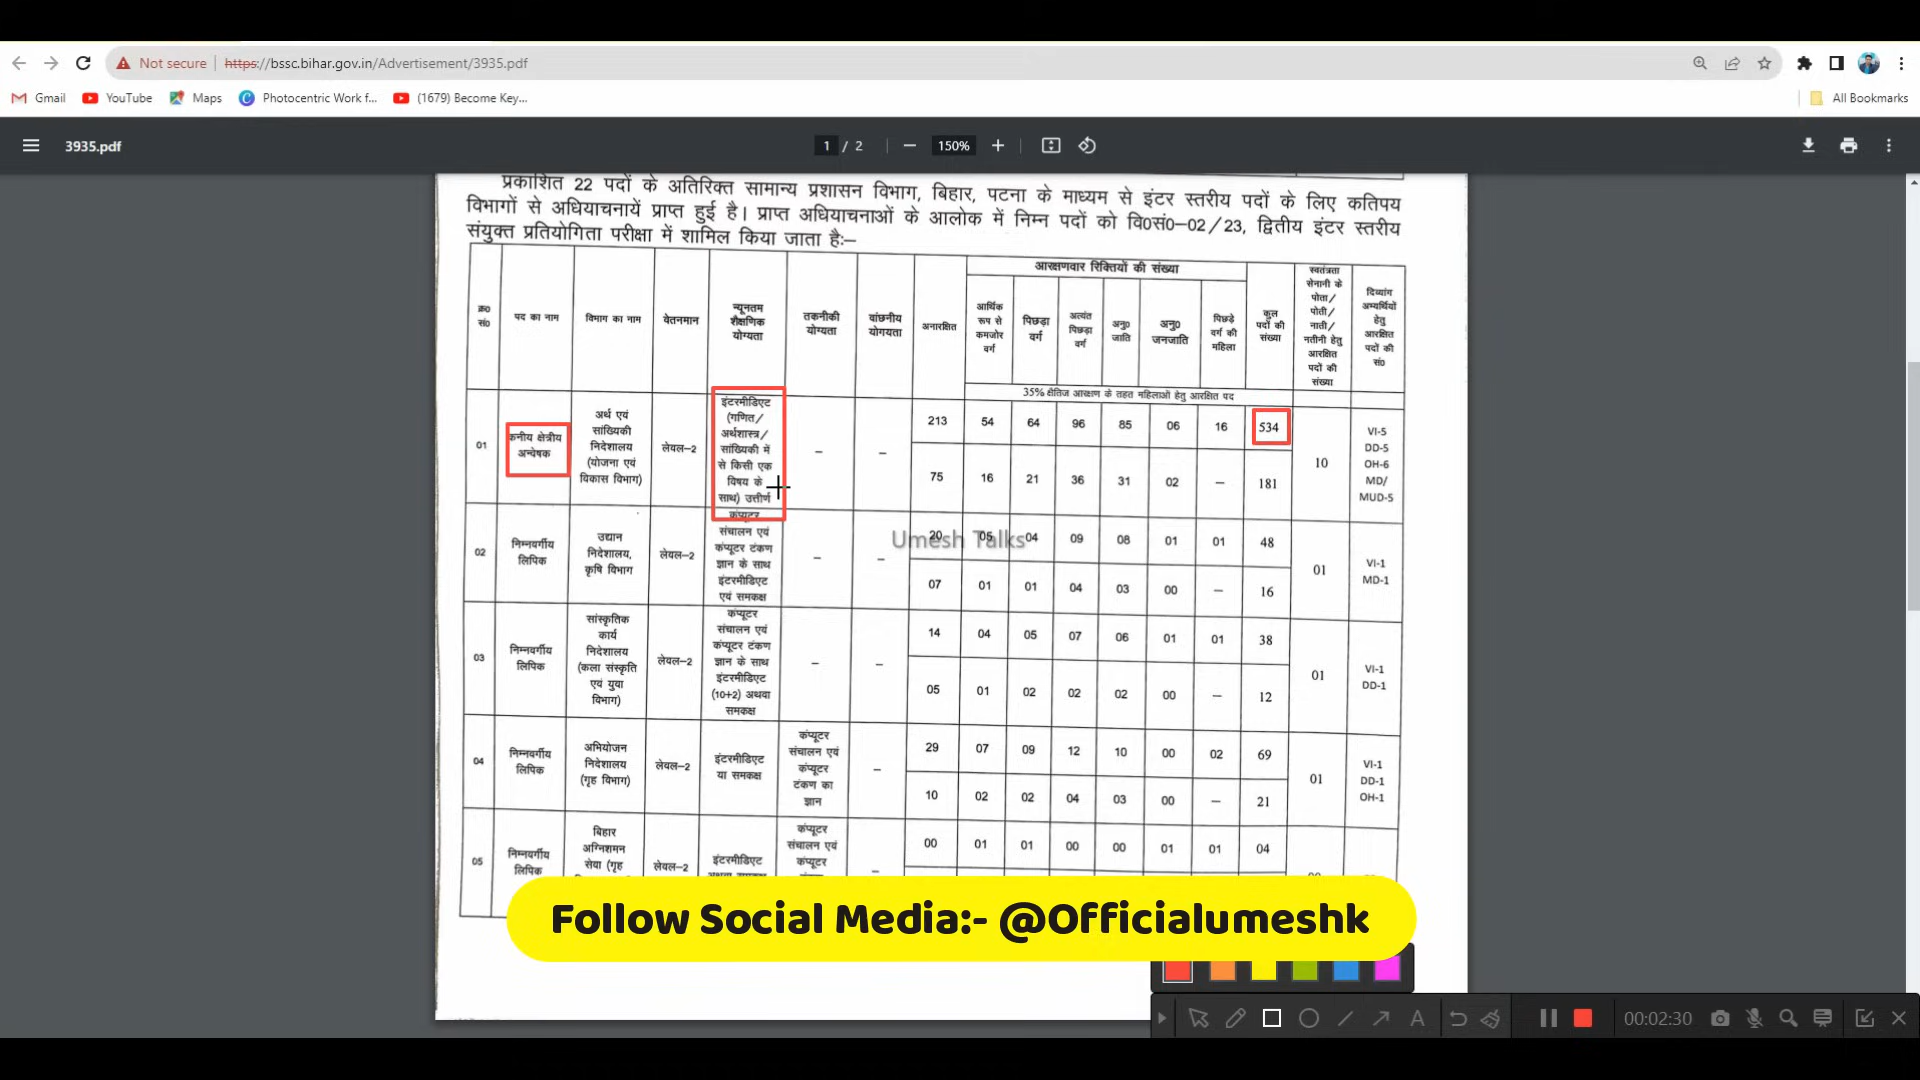 Not secure https://bssc.bihar.gov.in/Advertisement/3935.pdf
Gmail YouTube Maps Photocentric Work f... (1679) Become Key... All Bookmarks
3935.pdf 1 / 2 150%
प्रकाशित 22 पदों के अतिरिक्त सामान्य प्रशासन विभाग, बिहार, पटना के माध्यम से इंटर स्तरीय पदों के लिए कतिपय
विभागों से अधियाचनायें प्राप्त हुई है। प्राप्त अधियाचनाओं के आलोक में निम्न पदों को वि0सं0–02/23, द्वितीय इंटर स्तरीय
संयुक्त प्रतियोगिता परीक्षा में शामिल किया जाता हैः–
क्र0 सं0
पद का नाम
विभाग का नाम
वेतनमान
न्यूनतम शैक्षणिक योग्यता
तकनीकी योग्यता
वांछनीय योगयता
अनारक्षित
आरक्षणवार रिक्तियों की संख्या
आर्थिक रूप से कमजोर वर्ग
पिछड़ा वर्ग
अत्यंत पिछड़ा वर्ग
अनु0 जाति
अनु0 जनजाति
पिछड़े वर्ग की महिला
कुल पदों की संख्या
स्वतंत्रता सेनानी के पोता/ पोती/ नाती/ नतीनी हेतु आरक्षित पदों की संख्या
दिव्यांग अभ्यर्थियों हेतु आरक्षित पदों की सं0
35% क्षैतिज आरक्षण के तहत महिलाओं हेतु आरक्षित पद
01
कनीय क्षेत्रीय अन्वेषक
अर्थ एवं सांख्यिकी निदेशालय (योजना एवं विकास विभाग)
लेवल–2
इंटरमीडिएट (गणित/ अर्थशास्त्र/ सांख्यिकी में से किसी एक विषय के साथ) उत्तीर्ण
– –
213 54 64 96 85 06 16 534
75 16 21 36 31 02 – 181
10
VI-5 DD-5 OH-6 MD/ MUD-5
02
निम्नवर्गीय लिपिक
उद्यान निदेशालय, कृषि विभाग
लेवल–2
कंप्यूटर संचालन एवं कंप्यूटर टंकण ज्ञान के साथ इंटरमीडिएट एवं समकक्ष
– –
20 05 04 09 08 01 01 48
07 01 01 04 03 00 – 16
01
VI-1 MD-1
Umesh Talks
03
निम्नवर्गीय लिपिक
सांस्कृतिक कार्य निदेशालय (कला संस्कृति एवं युवा विभाग)
लेवल–2
कंप्यूटर संचालन एवं कंप्यूटर टंकण ज्ञान के साथ इंटरमीडिएट (10+2) अथवा समकक्ष
– –
14 04 05 07 06 01 01 38
05 01 02 02 02 00 – 12
01
VI-1 DD-1
04
निम्नवर्गीय लिपिक
अभियोजन निदेशालय (गृह विभाग)
लेवल–2
इंटरमीडिएट या समकक्ष
कंप्यूटर संचालन एवं कंप्यूटर टंकण का ज्ञान
–
29 07 09 12 10 00 02 69
10 02 02 04 03 00 – 21
01
VI-1 DD-1 OH-1
05
निम्नवर्गीय लिपिक
बिहार अग्निशमन सेवा (गृह
लेवल–2
इंटरमीडिएट
कंप्यूटर संचालन एवं कंप्यूटर
–
00 01 01 00 00 01 01 04
Follow Social Media:- @Officialumeshk
00:02:30